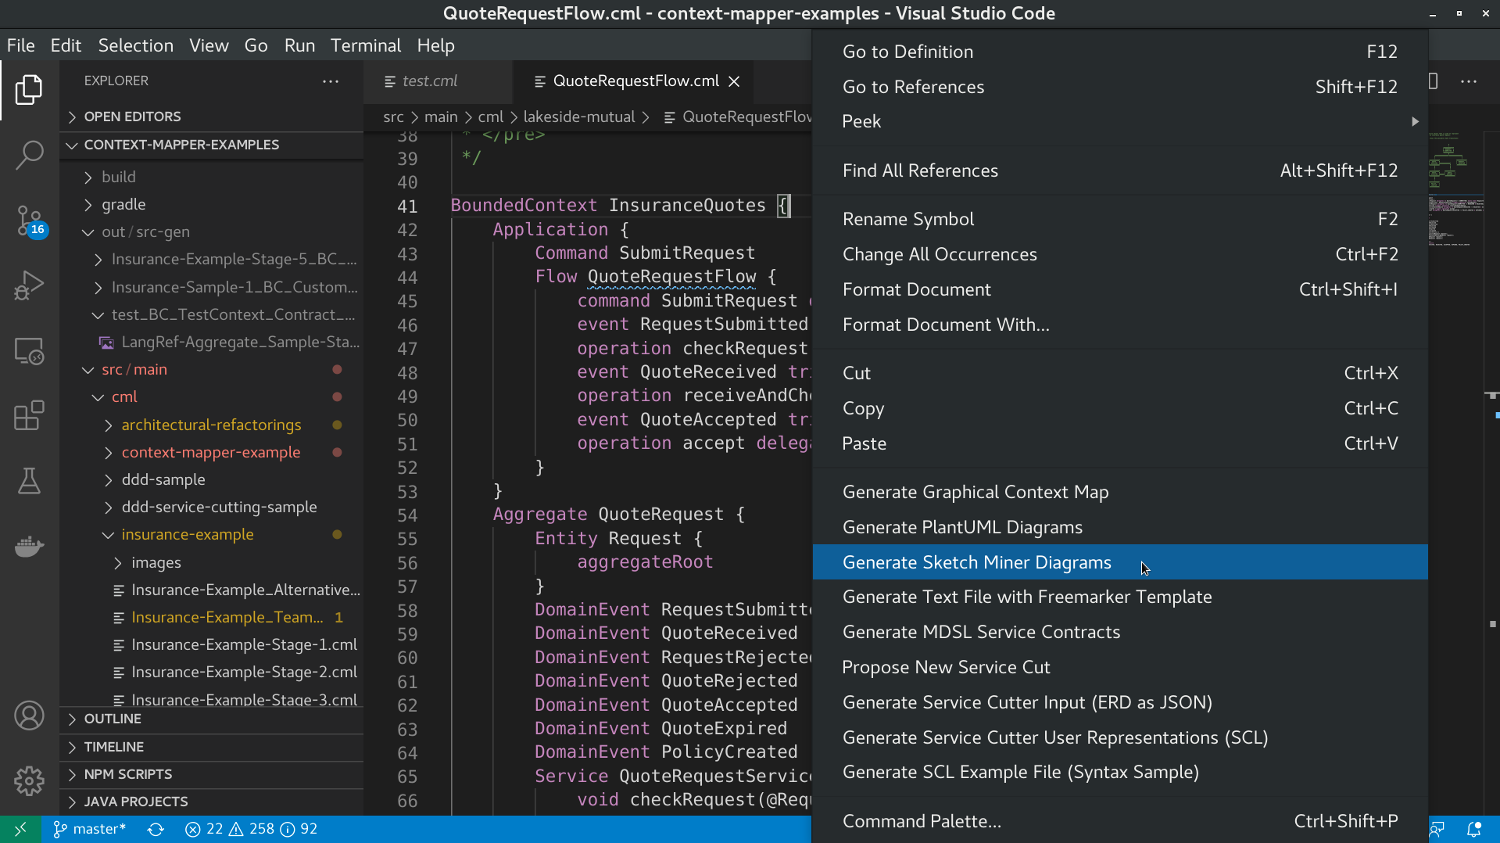 QuoteRequestFlow.cml - context-mapper-examples - Visual Studio Code
File Edit Selection View Go Run Terminal Help
EXPLORER
OPEN EDITORS
CONTEXT-MAPPER-EXAMPLES
build
gradle
out / src-gen
Insurance-Example-Stage-5_BC_...
Insurance-Sample-1_BC_Custom...
test_BC_TestContext_Contract_...
LangRef-Aggregate_Sample-Sta...
src / main
cml
architectural-refactorings
context-mapper-example
ddd-sample
ddd-service-cutting-sample
insurance-example
images
Insurance-Example_Alternative...
Insurance-Example_Team... 1
Insurance-Example-Stage-1.cml
Insurance-Example-Stage-2.cml
Insurance-Example-Stage-3.cml
OUTLINE
TIMELINE
NPM SCRIPTS
JAVA PROJECTS
16
test.cml
QuoteRequestFlow.cml
src > main > cml > lakeside-mutual > QuoteRequestFlow
38 * </pre>
39 */
40
41 BoundedContext InsuranceQuotes {
42 Application {
43 Command SubmitRequest
44 Flow QuoteRequestFlow {
45 command SubmitRequest
46 event RequestSubmitted
47 operation checkRequest
48 event QuoteReceived tri
49 operation receiveAndChe
50 event QuoteAccepted tri
51 operation accept delega
52 }
53 }
54 Aggregate QuoteRequest {
55 Entity Request {
56 aggregateRoot
57 }
58 DomainEvent RequestSubmitte
59 DomainEvent QuoteReceived
60 DomainEvent RequestRejected
61 DomainEvent QuoteRejected
62 DomainEvent QuoteAccepted
63 DomainEvent QuoteExpired
64 DomainEvent PolicyCreated
65 Service QuoteRequestService
66 void checkRequest(@Requ
Go to Definition F12
Go to References Shift+F12
Peek
Find All References Alt+Shift+F12
Rename Symbol F2
Change All Occurrences Ctrl+F2
Format Document Ctrl+Shift+I
Format Document With...
Cut Ctrl+X
Copy Ctrl+C
Paste Ctrl+V
Generate Graphical Context Map
Generate PlantUML Diagrams
Generate Sketch Miner Diagrams
Generate Text File with Freemarker Template
Generate MDSL Service Contracts
Propose New Service Cut
Generate Service Cutter Input (ERD as JSON)
Generate Service Cutter User Representations (SCL)
Generate SCL Example File (Syntax Sample)
Command Palette... Ctrl+Shift+P
master* 22 258 92